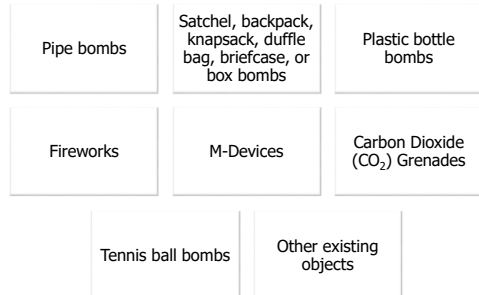 Pipe bombs
Satchel, backpack,
knapsack, duffle
bag, briefcase, or
box bombs
Plastic bottle
bombs
Fireworks
M-Devices
Carbon Dioxide
(CO₂) Grenades
Tennis ball bombs
Other existing
objects